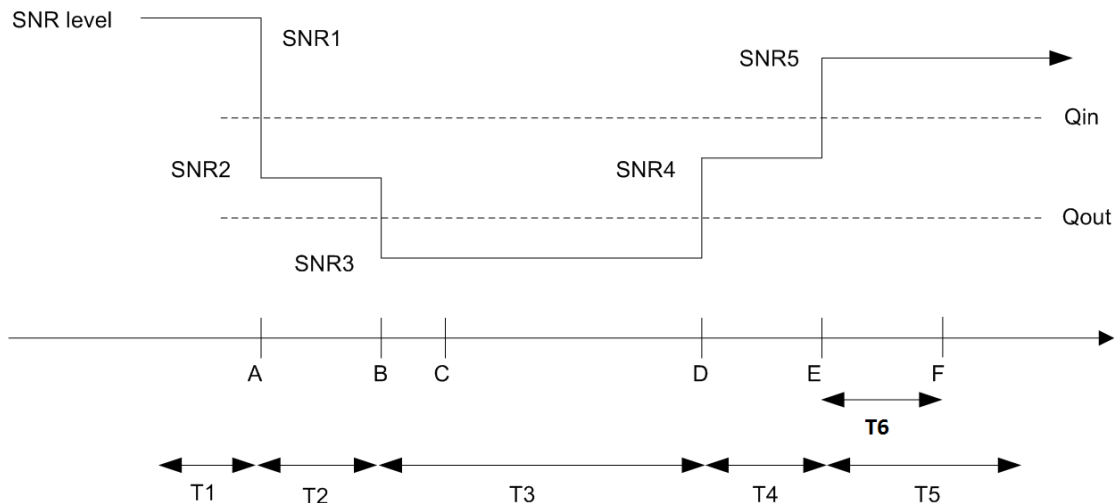 SNR level
SNR1
SNR5
Qin
SNR2
SNR4
Qout
SNR3
A B C D E F
T6
T1 T2 T3 T4 T5